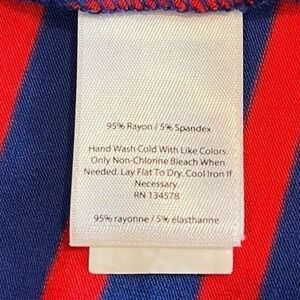 95% Rayon / 5% Spandex
Hand Wash Cold With Like Colors.
Only Non-Chlorine Bleach When
Needed. Lay Flat To Dry. Cool Iron If
Necessary.
RN 134578
95% rayonne / 5% élasthanne